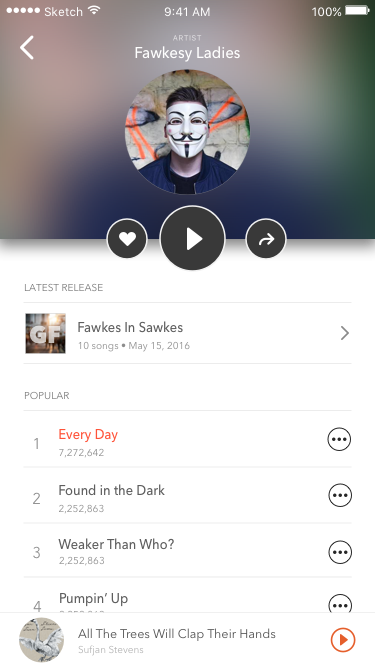 Sketch 9:41 AM 100%
ARTIST
Fawkesy Ladies
LATEST RELEASE
GF
Fawkes In Sawkes
10 songs • May 15, 2016
POPULAR
1 Every Day
7,272,642
2 Found in the Dark
2,252,863
3 Weaker Than Who?
2,252,863
4 Pumpin' Up
All The Trees Will Clap Their Hands
Sufjan Stevens